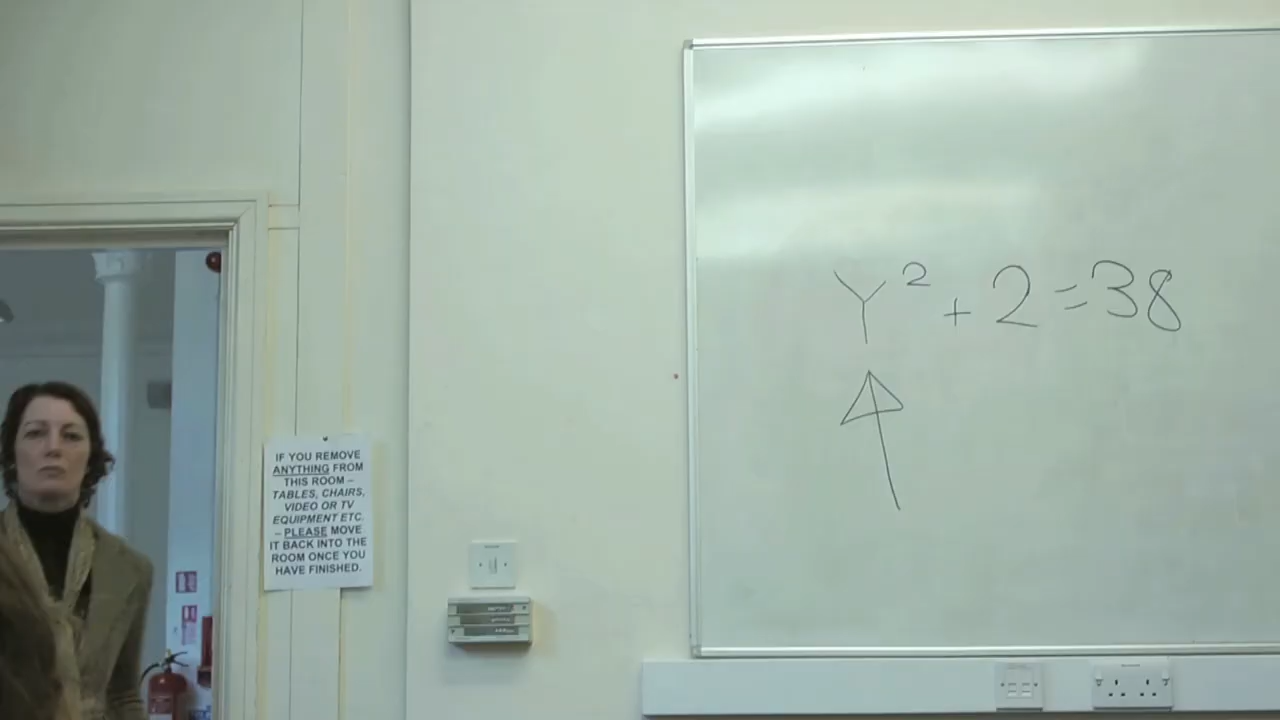 IF YOU REMOVE
ANYTHING FROM
THIS ROOM –
TABLES, CHAIRS,
VIDEO OR TV
EQUIPMENT ETC.
– PLEASE MOVE
IT BACK INTO THE
ROOM ONCE YOU
HAVE FINISHED.
Y² + 2 = 38